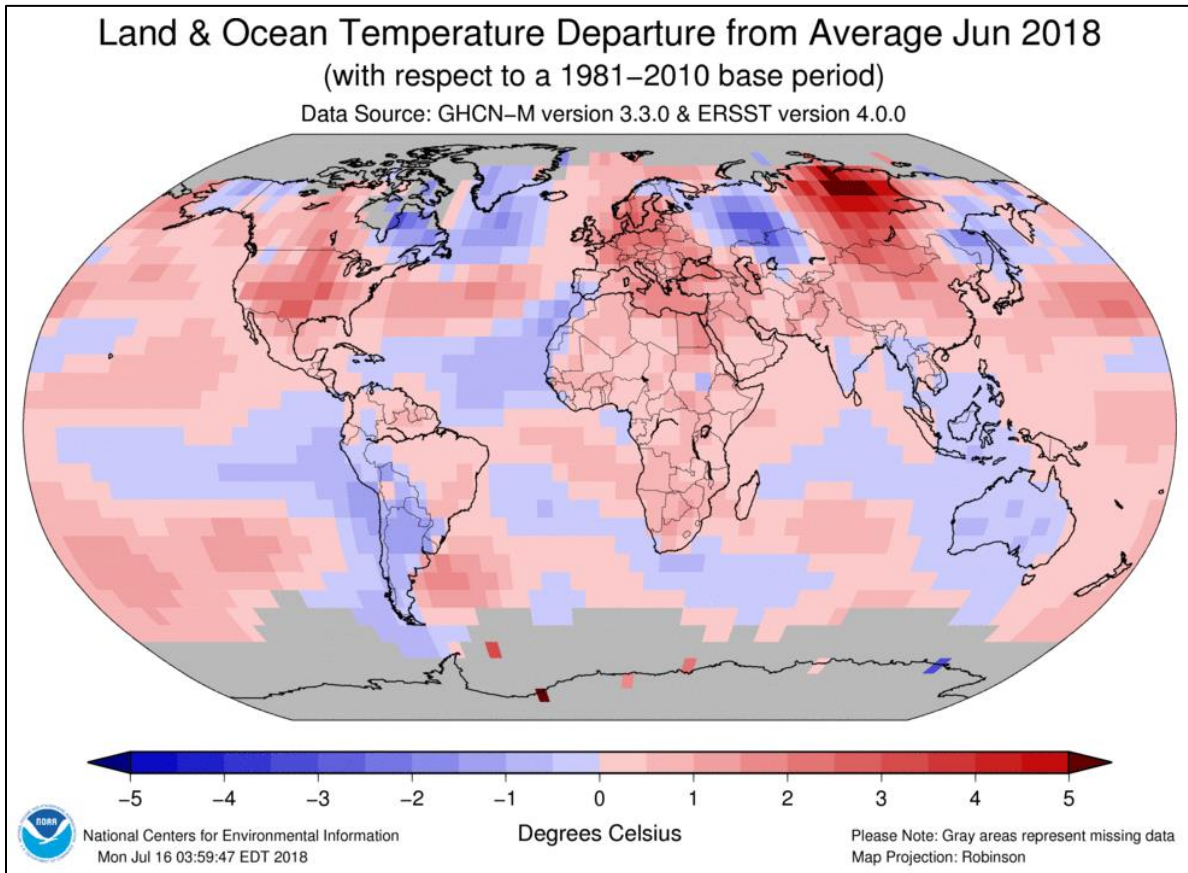 Land & Ocean Temperature Departure from Average Jun 2018
(with respect to a 1981–2010 base period)
Data Source: GHCN–M version 3.3.0 & ERSST version 4.0.0
−5 −4 −3 −2 −1 0 1 2 3 4 5
Degrees Celsius
NOAA
National Centers for Environmental Information
Mon Jul 16 03:59:47 EDT 2018
Please Note: Gray areas represent missing data
Map Projection: Robinson